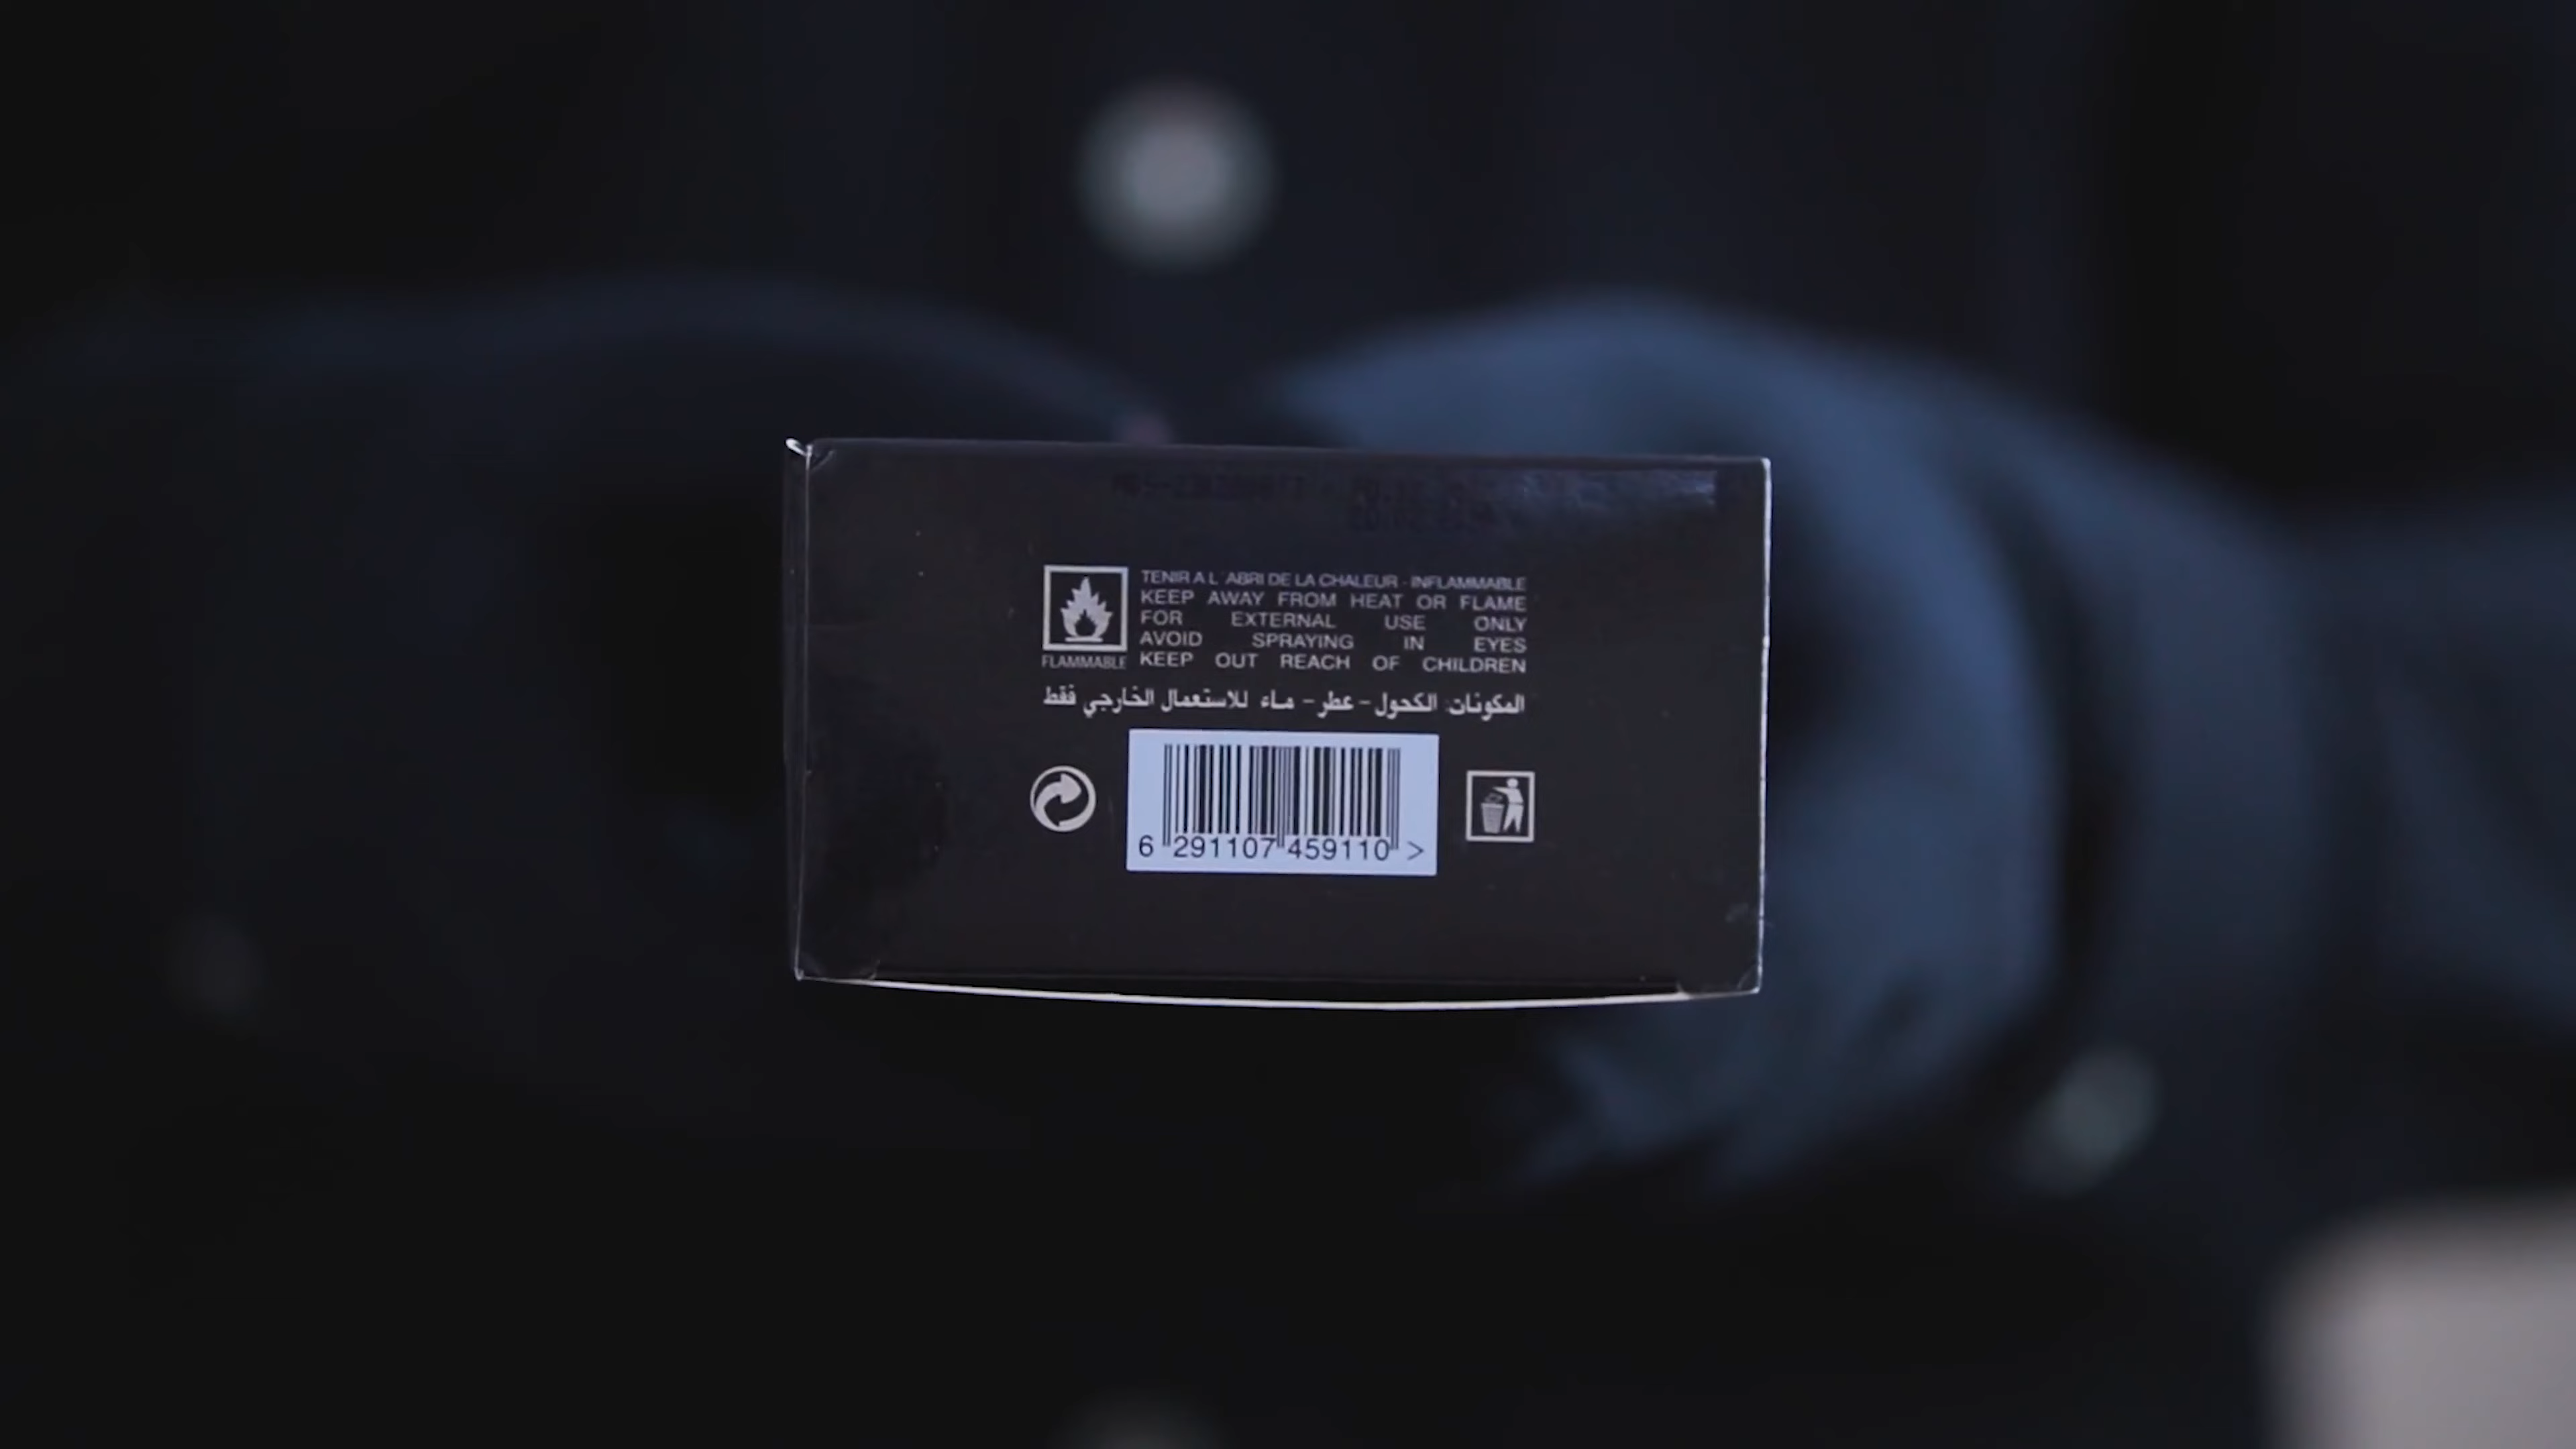 TENIR A L'ABRI DE LA CHALEUR - INFLAMMABLE
KEEP AWAY FROM HEAT OR FLAME
FOR EXTERNAL USE ONLY
AVOID SPRAYING IN EYES
KEEP OUT REACH OF CHILDREN
FLAMMABLE
المكونات: الكحول - عطر - ماء للاستعمال الخارجي فقط
6 291107 459110 >